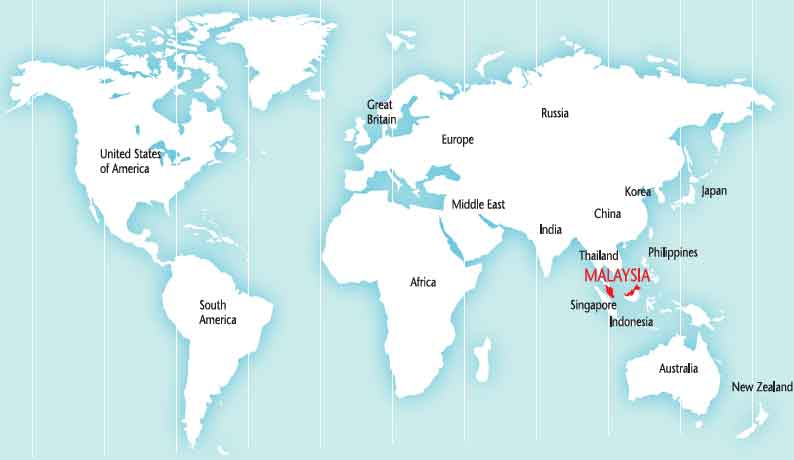 Great
Britain
Russia
Europe
United States
of America
Korea
Japan
Middle East
China
India
Thailand
Philippines
MALAYSIA
Africa
South
America
Singapore
Indonesia
Australia
New Zealand